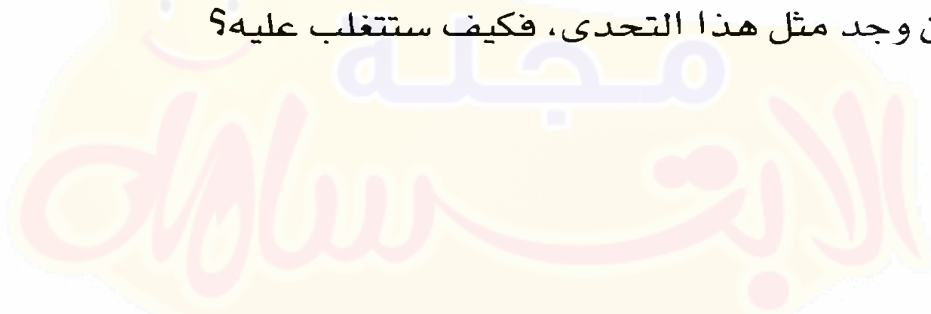 وجد مثل هذا التحدى، فكيف ستتغلب عليه؟
مجلة
الابتسامة